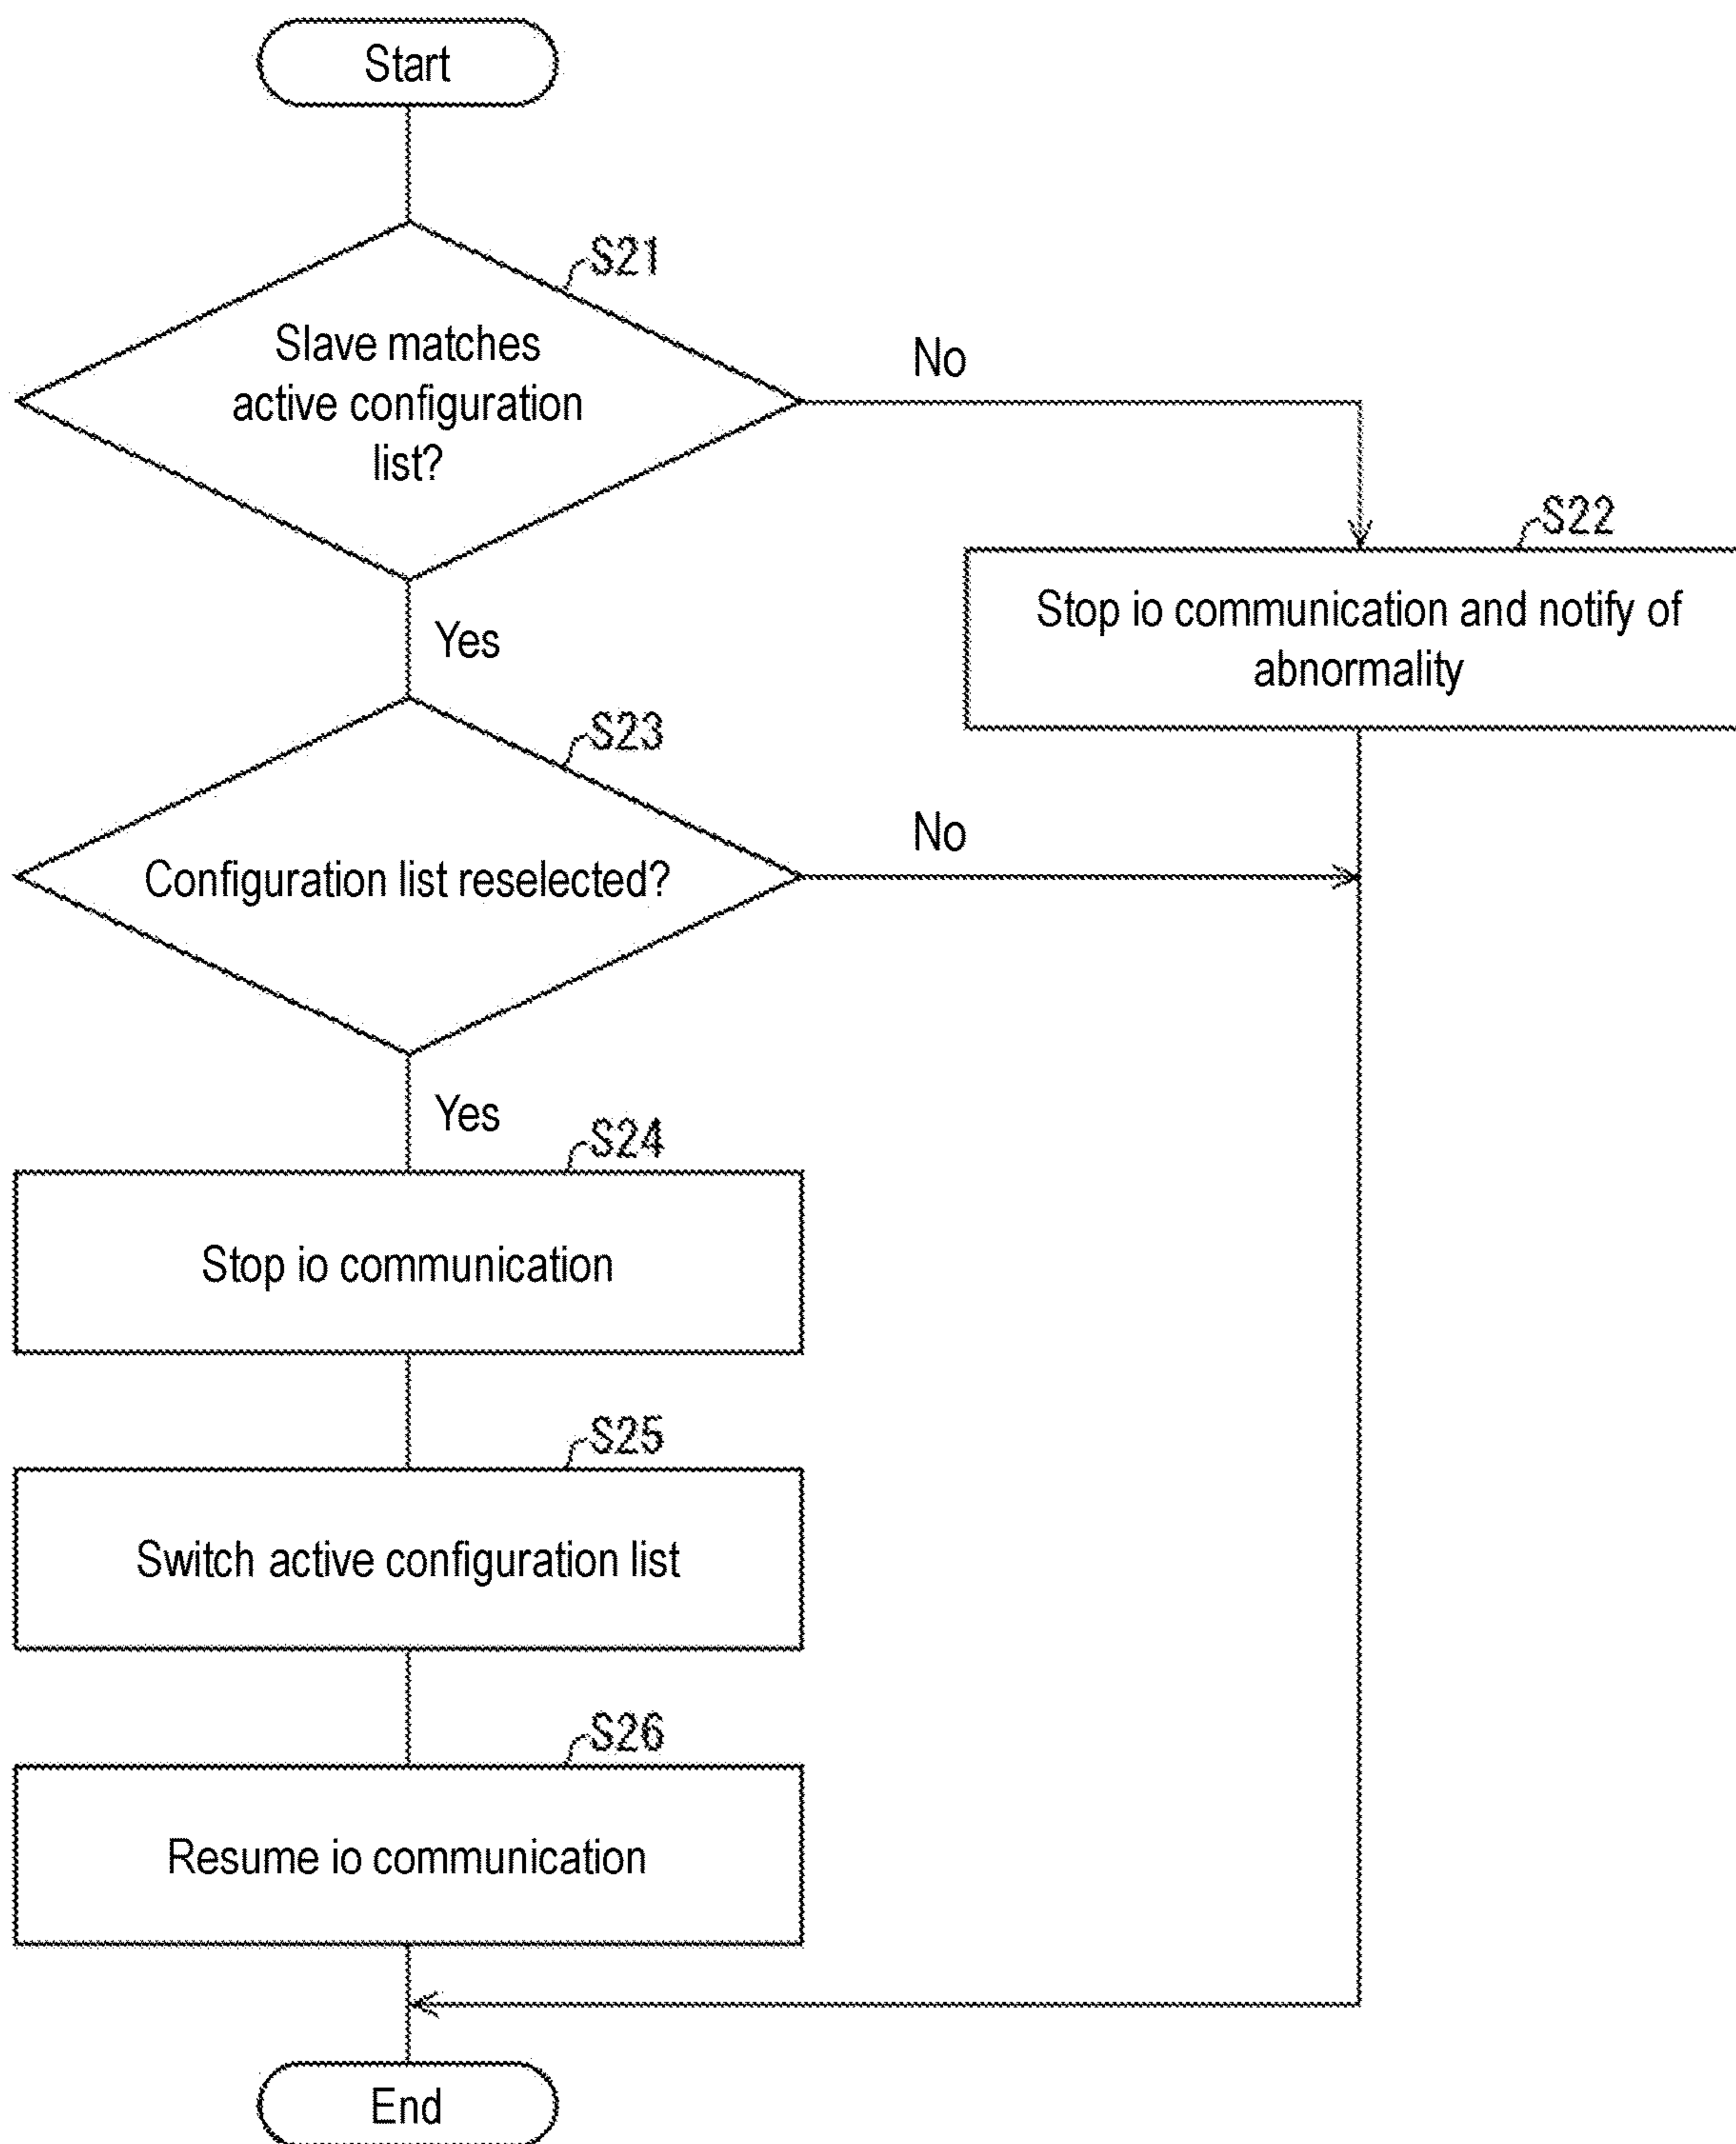 Start
S21
Slave matches
active configuration
list?
No
S22
Stop io communication and notify of
abnormality
Yes
S23
Configuration list reselected?
No
Yes
S24
Stop io communication
S25
Switch active configuration list
S26
Resume io communication
End